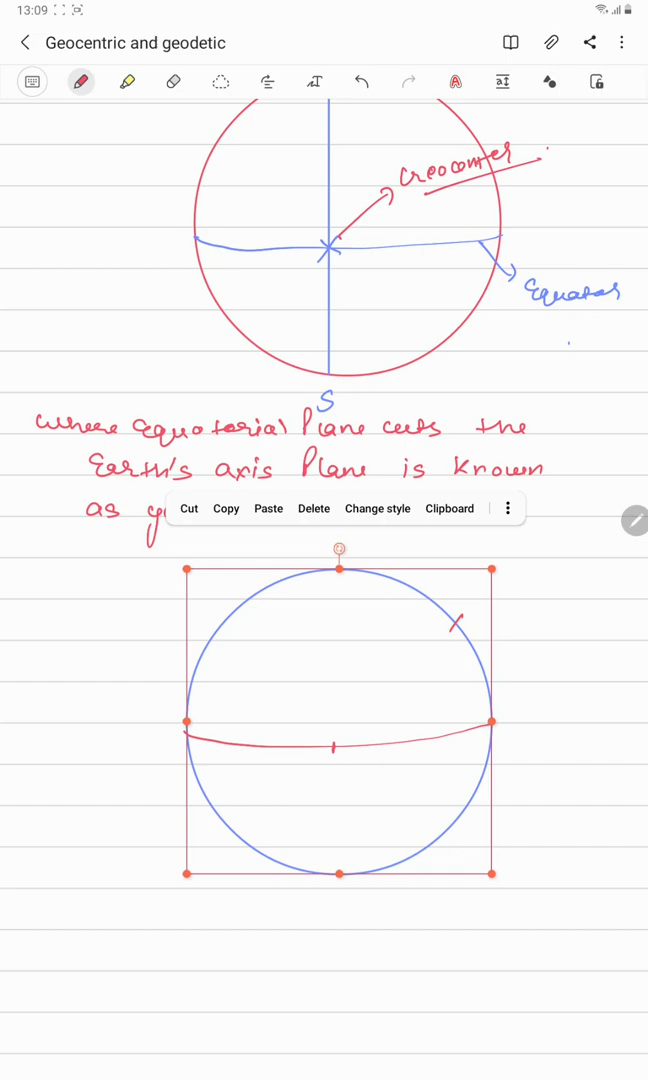 13:09
Geocentric and geodetic
Geocenter
Equator
S
where Equatorial Plane cuts the
Earth's axis Plane is known
as
Cut Copy Paste Delete Change style Clipboard